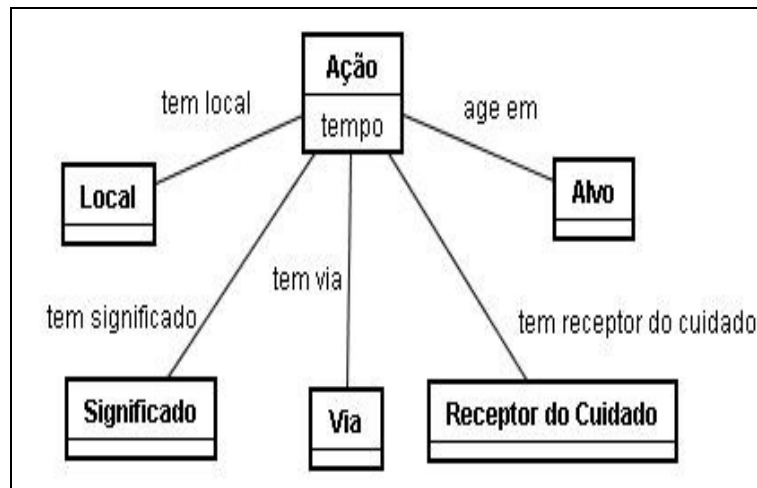 Ação
tempo
tem local
age em
Local
Alvo
tem via
tem significado
tem receptor do cuidado
Significado
Via
Receptor do Cuidado